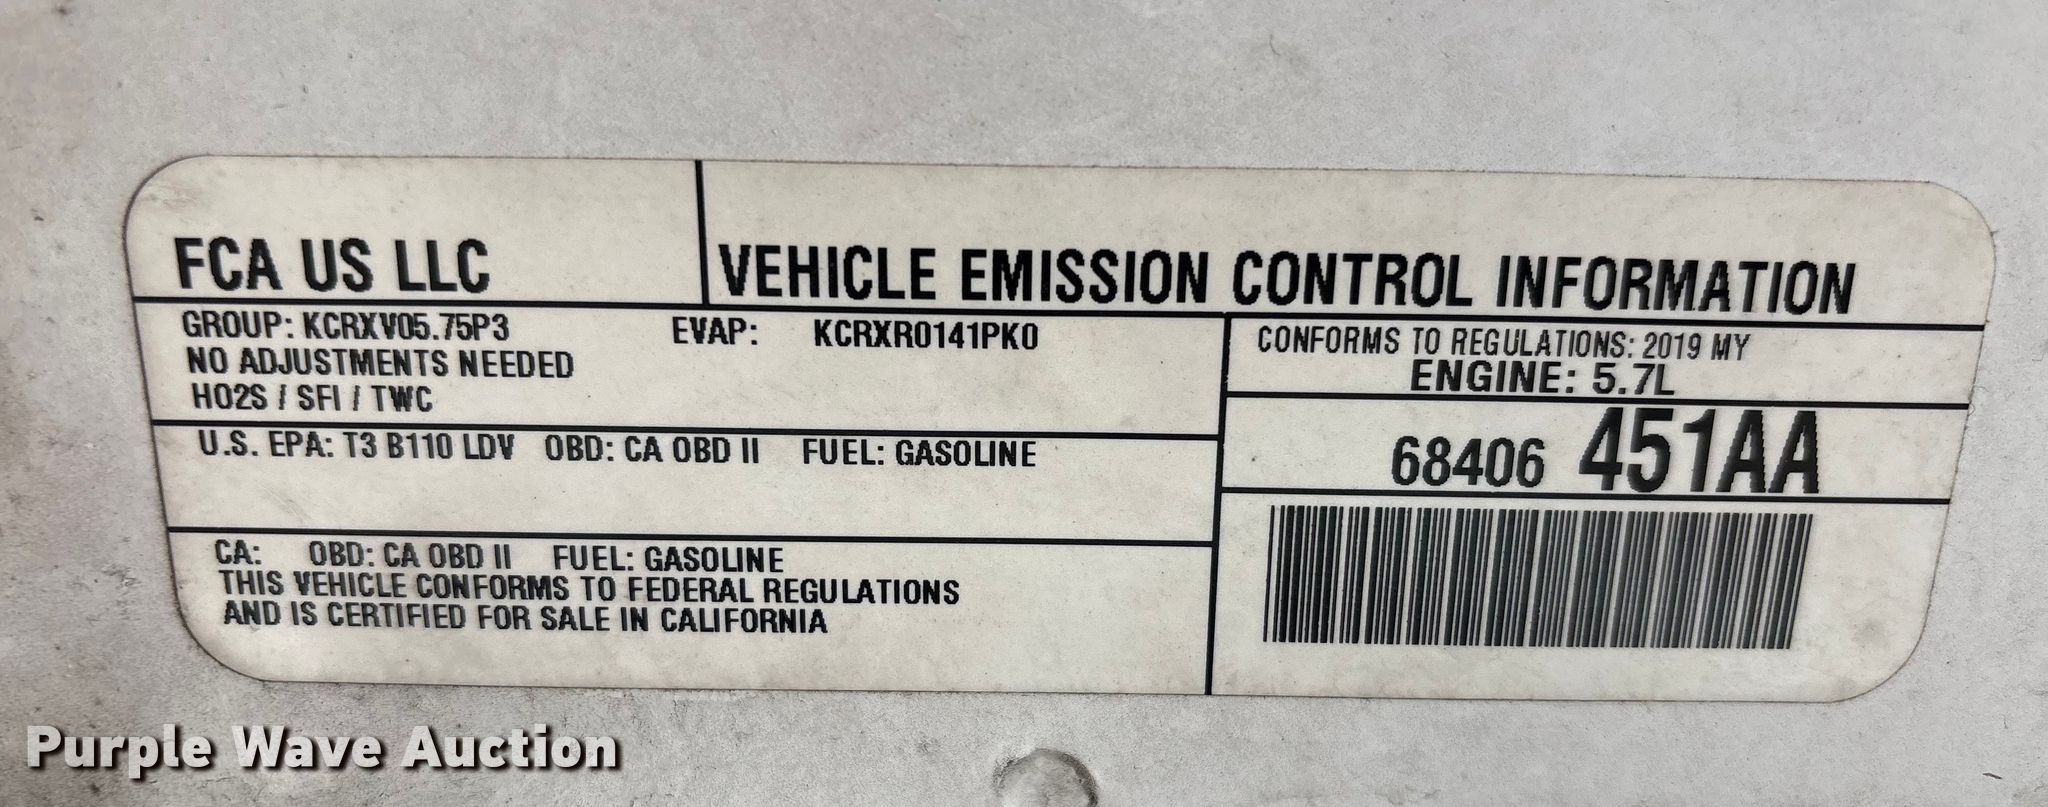 FCA US LLC
VEHICLE EMISSION CONTROL INFORMATION
GROUP: KCRXV05.75P3 EVAP: KCRXR0141PK0
NO ADJUSTMENTS NEEDED
HO2S / SFI / TWC
CONFORMS TO REGULATIONS: 2019 MY
ENGINE: 5.7L
U.S. EPA: T3 B110 LDV OBD: CA OBD II FUEL: GASOLINE
68406 451AA
CA: OBD: CA OBD II FUEL: GASOLINE
THIS VEHICLE CONFORMS TO FEDERAL REGULATIONS
AND IS CERTIFIED FOR SALE IN CALIFORNIA
Purple Wave Auction